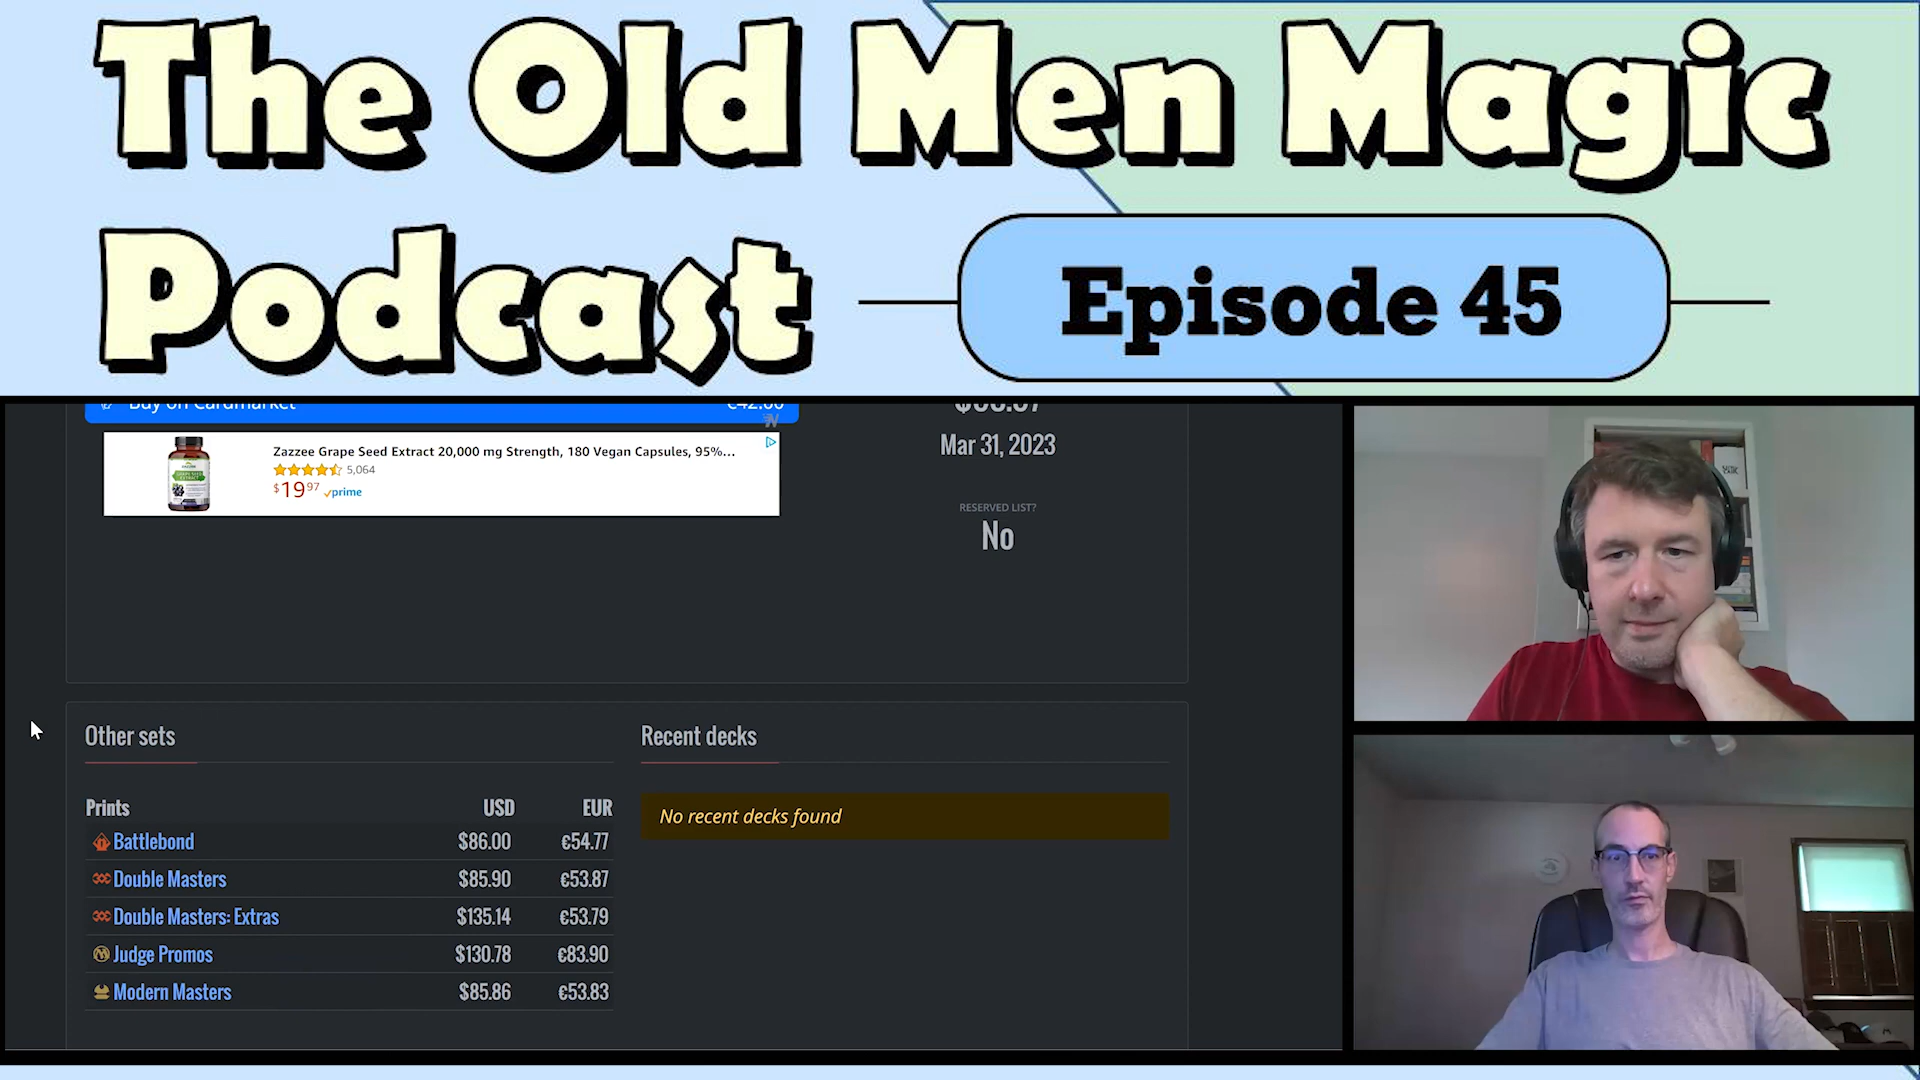 The Old Men Magic
Podcast
Episode 45
Buy on Cardmarket
Zazzee Grape Seed Extract 20,000 mg Strength, 180 Vegan Capsules, 95%...
5,064
$19.97 prime
Mar 31, 2023
RESERVED LIST?
No
Other sets
Recent decks
Prints USD EUR
No recent decks found
Battlebond $86.00 €54.77
Double Masters $85.90 €53.87
Double Masters: Extras $135.14 €53.79
Judge Promos $130.78 €83.90
Modern Masters $85.86 €53.83